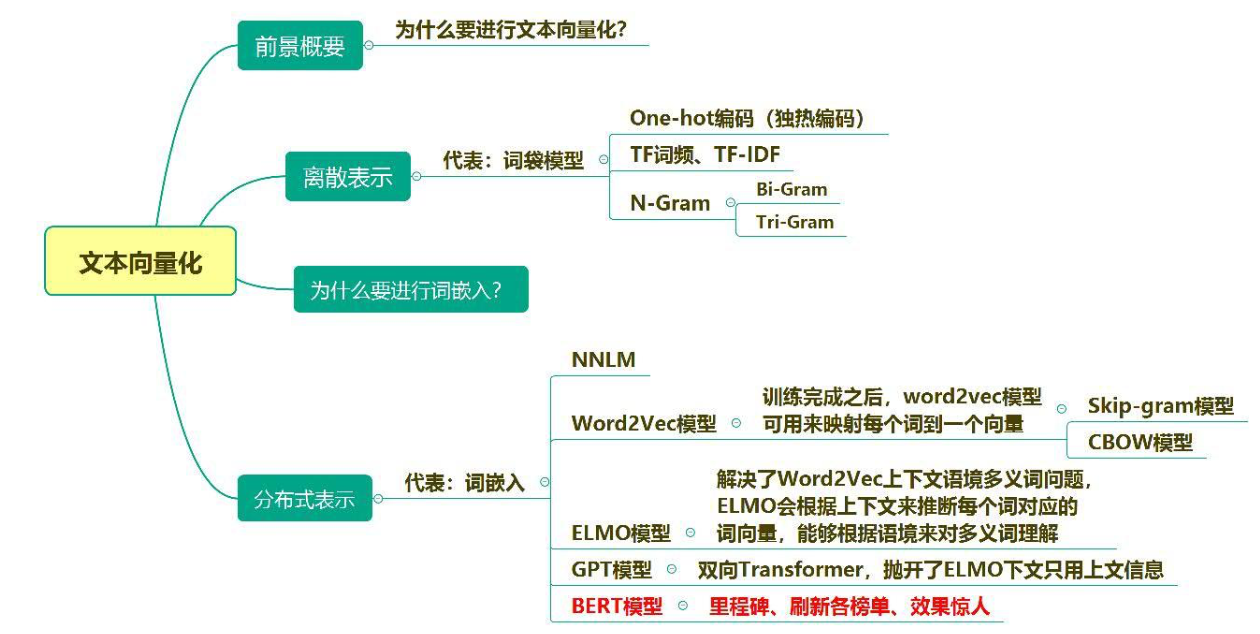 前景概要
为什么要进行文本向量化？
One-hot编码（独热编码）
代表：词袋模型
TF词频、TF-IDF
离散表示
N-Gram
Bi-Gram
Tri-Gram
文本向量化
为什么要进行词嵌入？
NNLM
训练完成之后，word2vec模型
可用来映射每个词到一个向量
Word2Vec模型
Skip-gram模型
CBOW模型
分布式表示
代表：词嵌入
解决了Word2Vec上下文语境多义词问题，
ELMO会根据上下文来推断每个词对应的
词向量，能够根据语境来对多义词理解
ELMO模型
GPT模型
双向Transformer，抛开了ELMO下文只用上文信息
BERT模型
里程碑、刷新各榜单、效果惊人